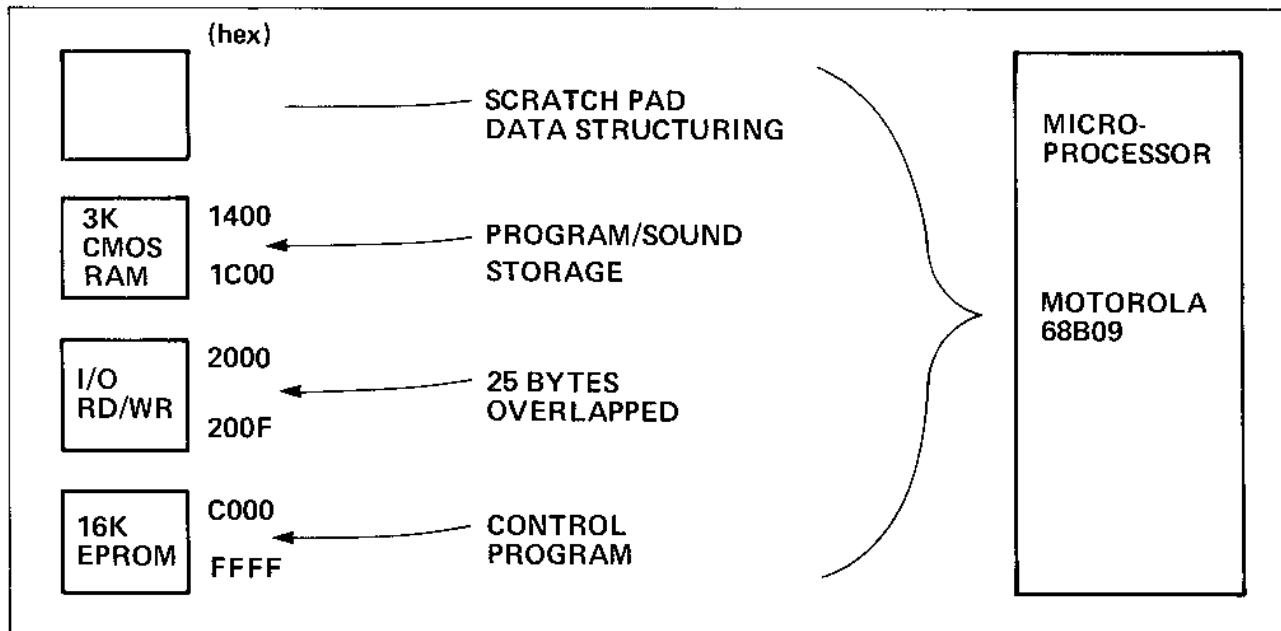 (hex)
SCRATCH PAD
DATA STRUCTURING
3K
CMOS
RAM
1400
1C00
PROGRAM/SOUND
STORAGE
I/O
RD/WR
2000
200F
25 BYTES
OVERLAPPED
16K
EPROM
C000
FFFF
CONTROL
PROGRAM
MICRO-
PROCESSOR
MOTOROLA
68B09